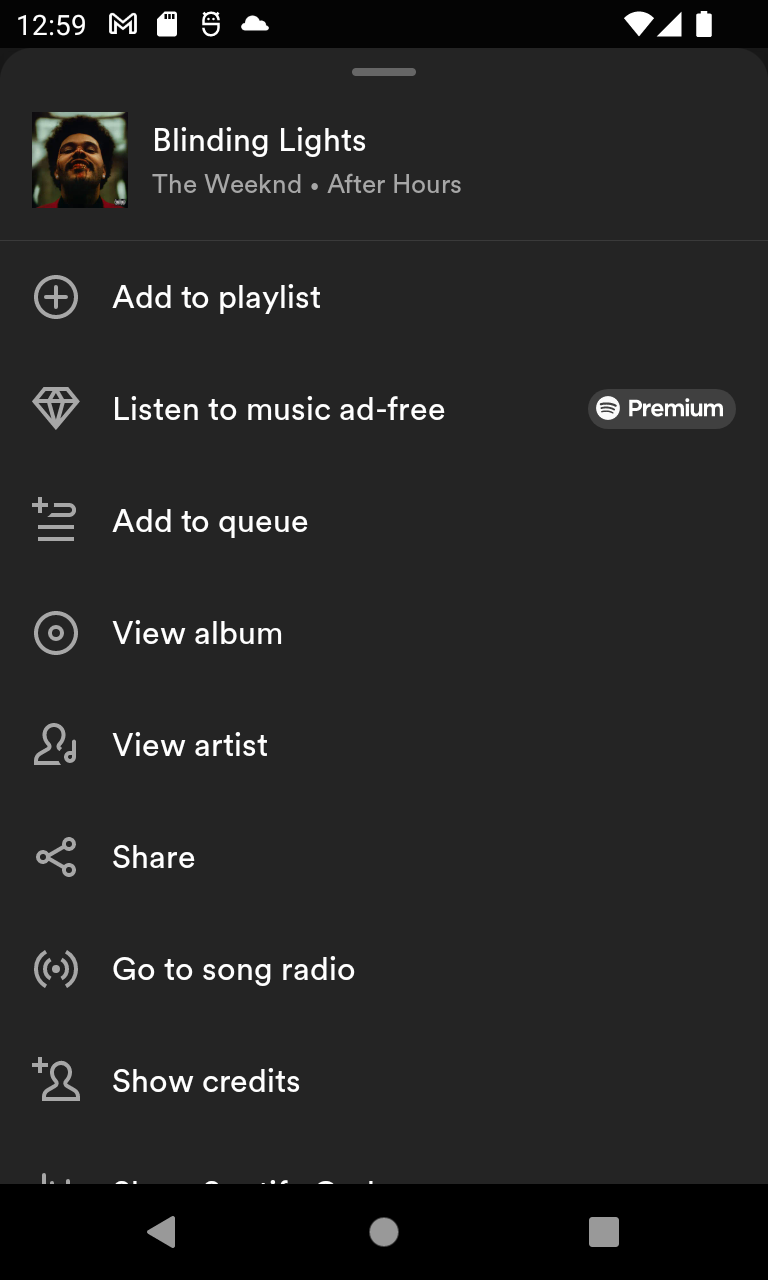 12:59
Blinding Lights
The Weeknd • After Hours
Add to playlist
Listen to music ad-free
Premium
Add to queue
View album
View artist
Share
Go to song radio
Show credits